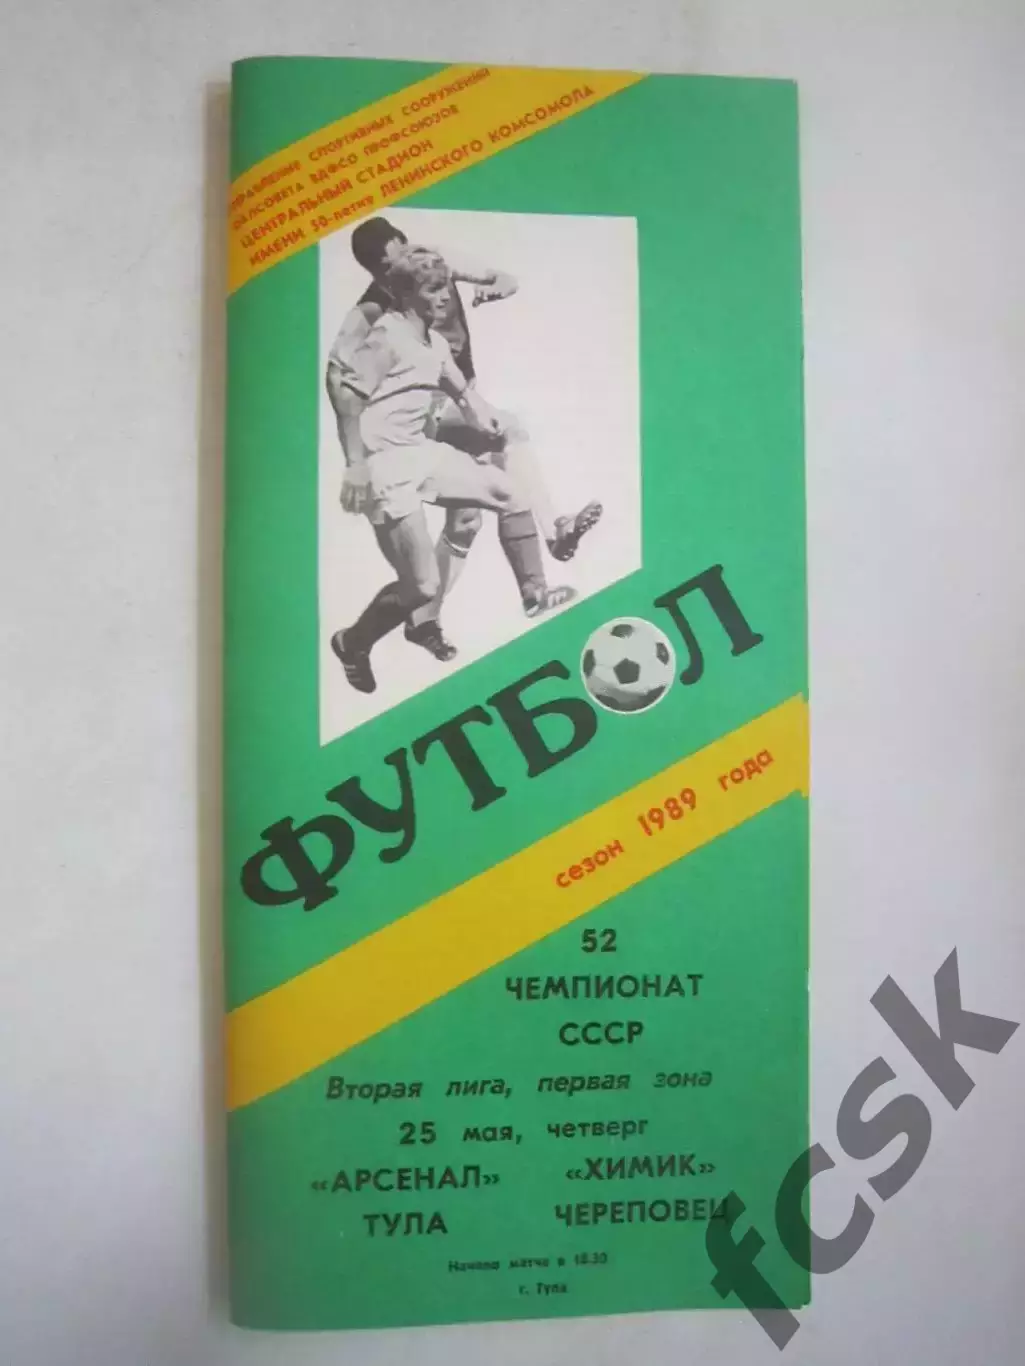 УПРАВЛЕНИЕ СПОРТИВНЫХ СООРУЖЕНИЙ
ОБЛСОВЕТА ВДФСО ПРОФСОЮЗОВ
ЦЕНТРАЛЬНЫЙ СТАДИОН
ИМЕНИ 50-летия ЛЕНИНСКОГО КОМСОМОЛА
ФУТБОЛ
сезон 1989 года
52
ЧЕМПИОНАТ
СССР
Вторая лига, первая зона
25 мая, четверг
«АРСЕНАЛ» «ХИМИК»
ТУЛА ЧЕРЕПОВЕЦ
Начало матча в 18.30
г. Тула
fcsk